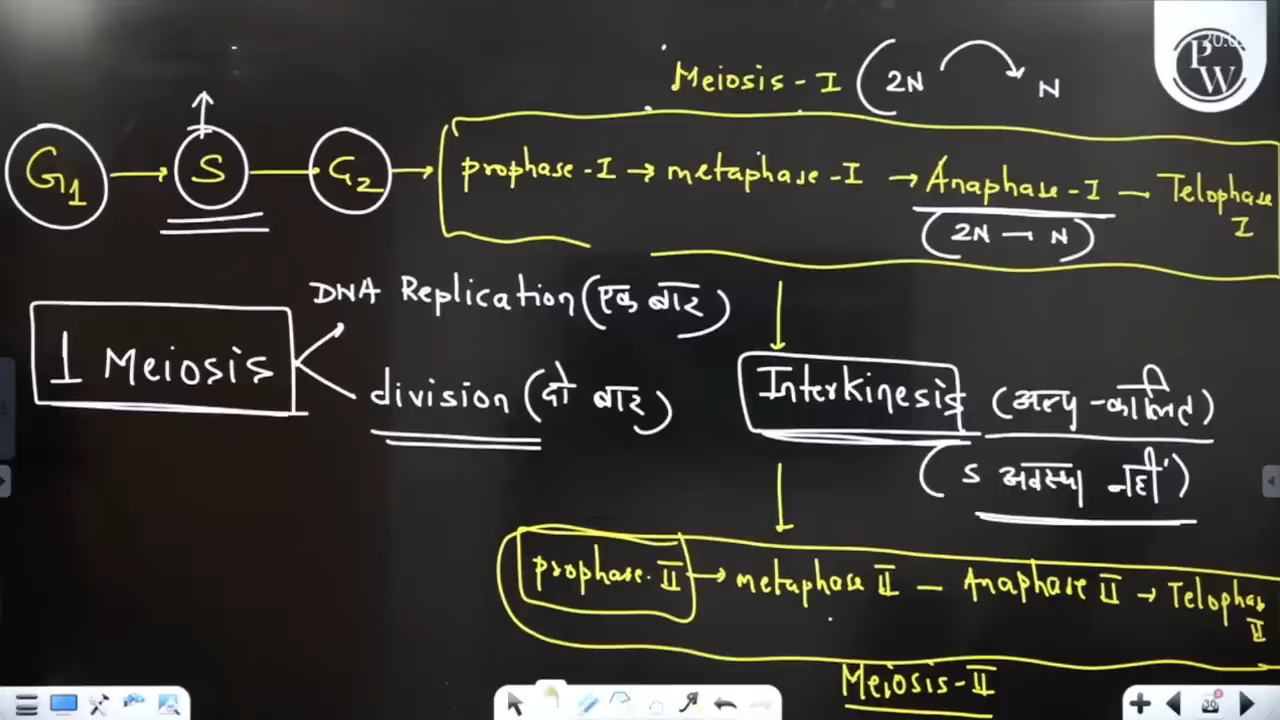 Meiosis - I (2N → N
G1 → S — G2 → prophase - I → metaphase - I → Anaphase - I — Telophase I
(2N — N)
DNA Replication (एक बार)
1 Meiosis
division (दो बार)
Interkinesis (अल्प-कालित)
(S अवस्था नहीं)
prophase. II → metaphase II — Anaphase II → Telophase II
Meiosis - II
PW